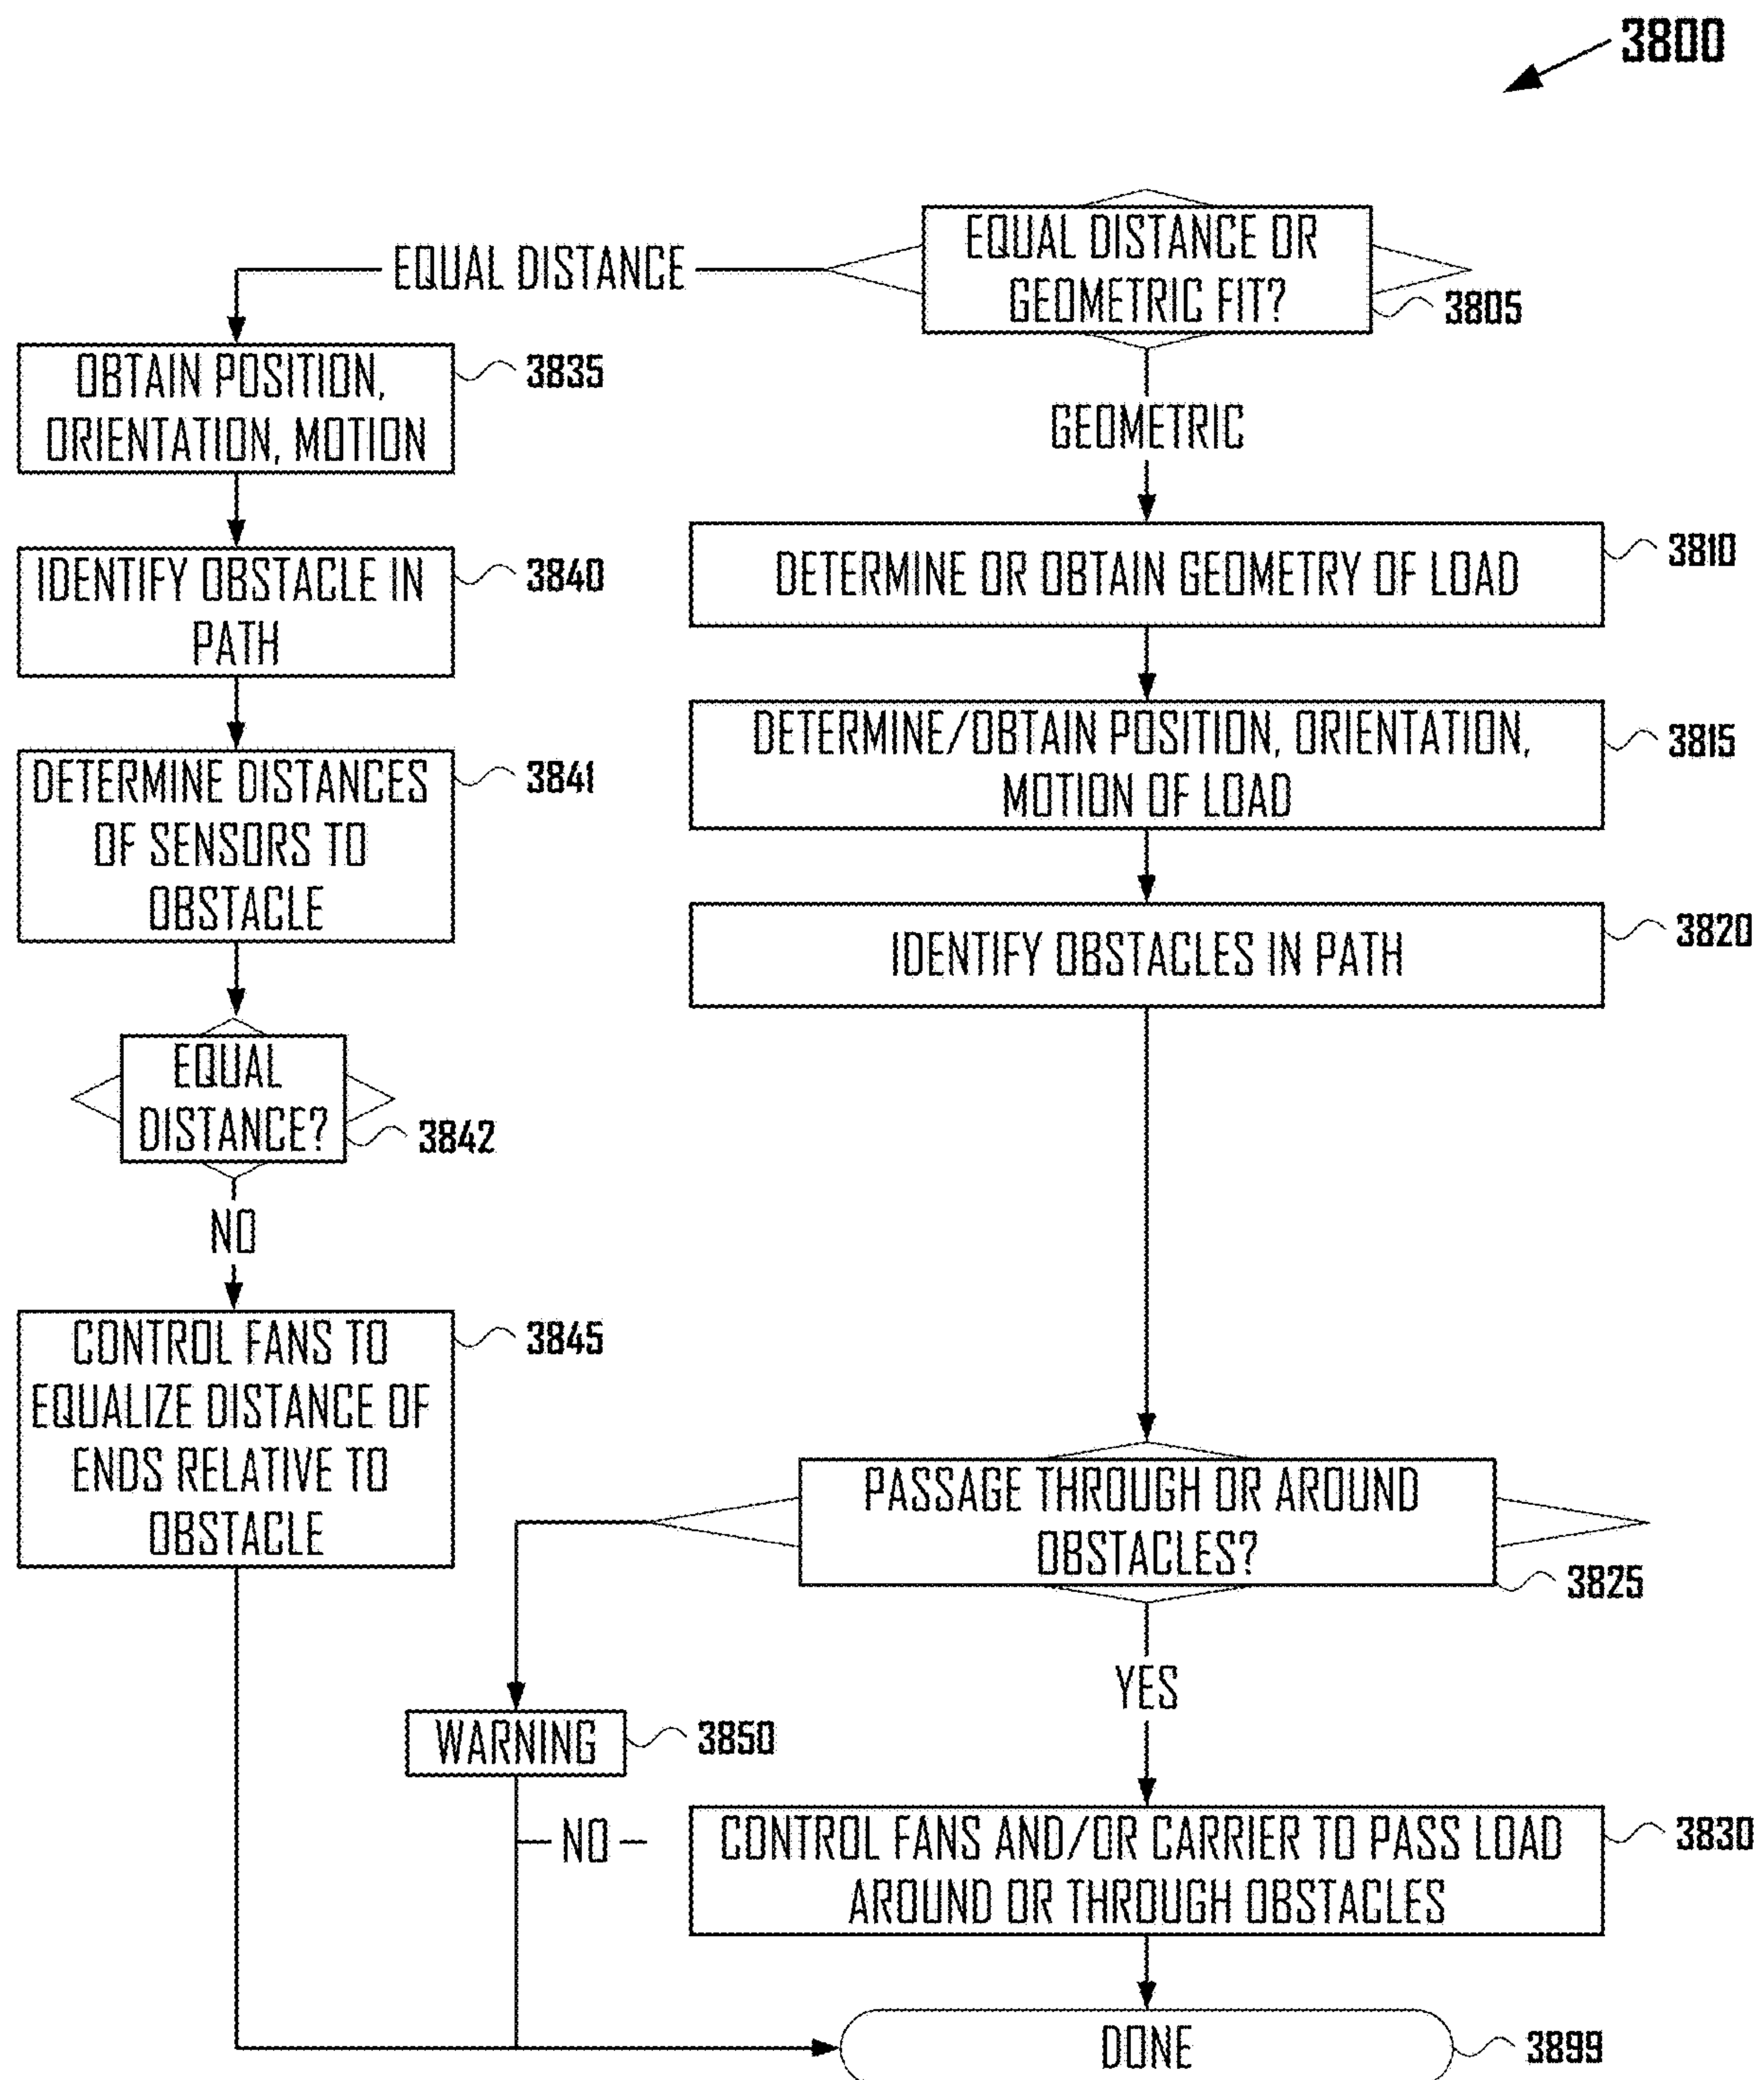 3800
EQUAL DISTANCE OR
GEOMETRIC FIT?
3805
EQUAL DISTANCE
GEOMETRIC
OBTAIN POSITION,
ORIENTATION, MOTION
3835
IDENTIFY OBSTACLE IN
PATH
3840
DETERMINE DISTANCES
OF SENSORS TO
OBSTACLE
3841
EQUAL
DISTANCE?
3842
NO
CONTROL FANS TO
EQUALIZE DISTANCE OF
ENDS RELATIVE TO
OBSTACLE
3845
DETERMINE OR OBTAIN GEOMETRY OF LOAD
3810
DETERMINE/OBTAIN POSITION, ORIENTATION,
MOTION OF LOAD
3815
IDENTIFY OBSTACLES IN PATH
3820
PASSAGE THROUGH OR AROUND
OBSTACLES?
3825
YES
WARNING
3850
NO
CONTROL FANS AND/OR CARRIER TO PASS LOAD
AROUND OR THROUGH OBSTACLES
3830
DONE
3899